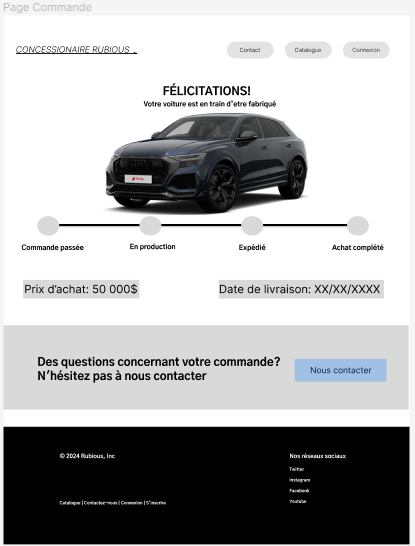 Page Commande
CONCESSIONAIRE RUBIOUS
Contact
Catalogue
Connexion
FÉLICITATIONS!
Votre voiture est en train d'etre fabriqué
Commande passée
En production
Expédié
Achat complété
Prix d'achat: 50 000$
Date de livraison: XX/XX/XXXX
Des questions concernant votre commande?
N'hésitez pas à nous contacter
Nous contacter
© 2024 Rubious, Inc
Nos réseaux sociaux
Twitter
Instagram
Facebook
Youtube
Catalogue | Contactez-nous | Connexion | S'inscrire